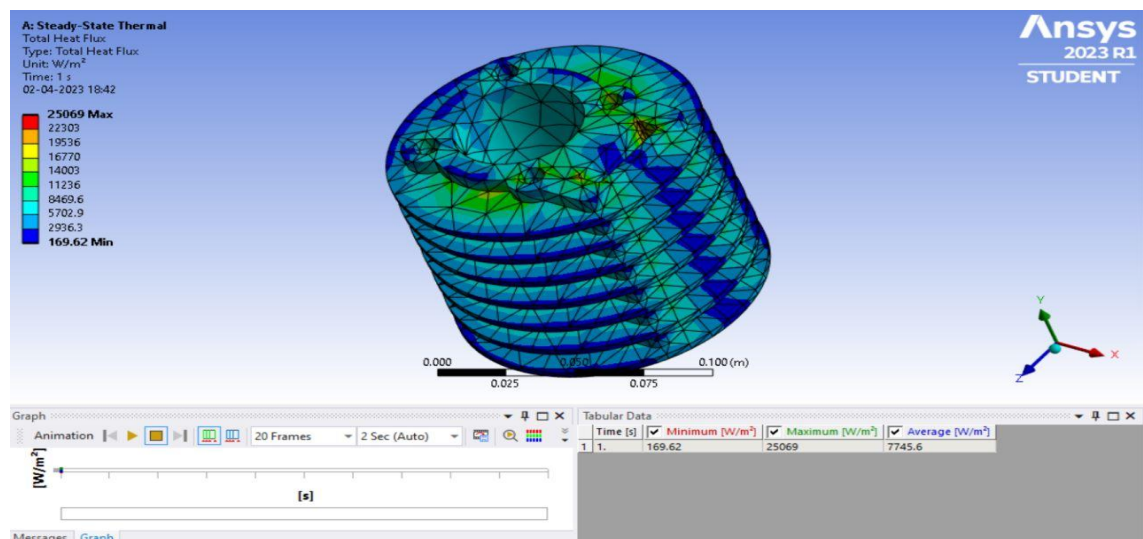 A: Steady-State Thermal
Total Heat Flux
Type: Total Heat Flux
Unit: W/m²
Time: 1 s
02-04-2023 18:42
25069 Max
22303
19536
16770
14003
11236
8469.6
5702.9
2936.3
169.62 Min
Ansys
2023 R1
STUDENT
Y
X
Z
0.000 0.050 0.100 (m)
0.025 0.075
Graph
Animation 20 Frames 2 Sec (Auto)
[W/m²]
[s]
Messages Graph
Tabular Data
Time [s] Minimum [W/m²] Maximum [W/m²] Average [W/m²]
1 1. 169.62 25069 7745.6